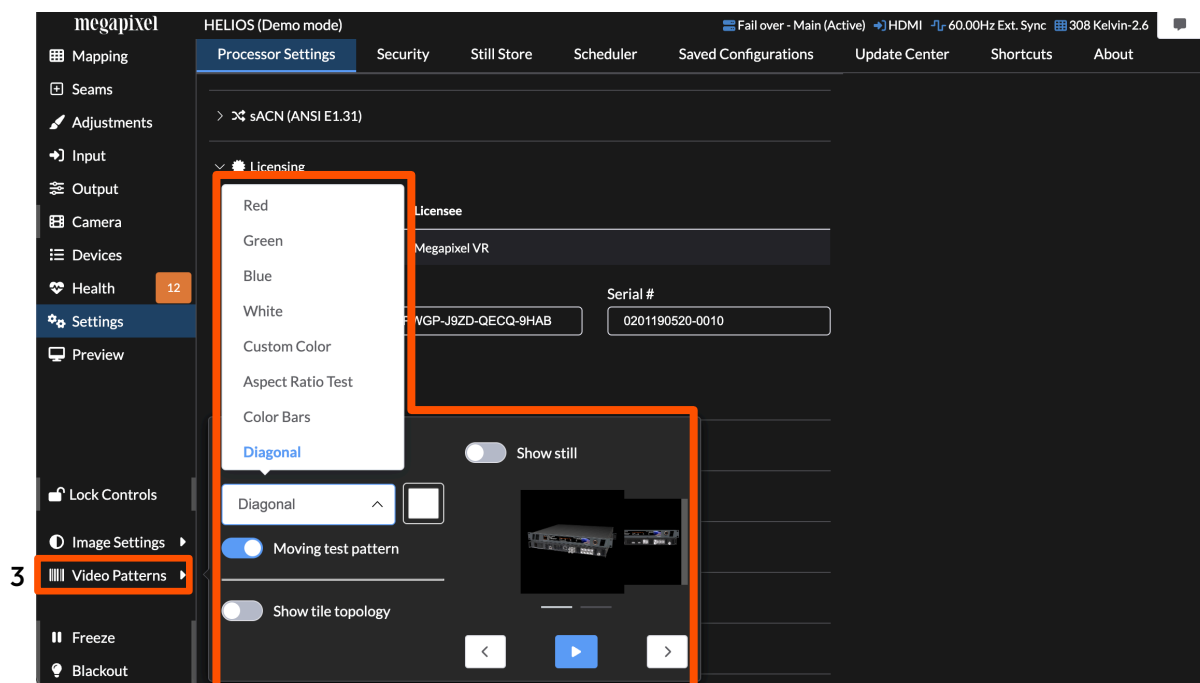 megapixel
HELIOS (Demo mode)
Fail over - Main (Active) HDMI 60.00Hz Ext. Sync 308 Kelvin-2.6
Mapping
Seams
Adjustments
Input
Output
Camera
Devices
Health 12
Settings
Preview
Lock Controls
Image Settings
3 Video Patterns
Freeze
Blackout
Processor Settings Security Still Store Scheduler Saved Configurations Update Center Shortcuts About
sACN (ANSI E1.31)
Licensing
Licensee
Megapixel VR
Serial #
WGP-J9ZD-QECQ-9HAB 0201190520-0010
Red
Green
Blue
White
Custom Color
Aspect Ratio Test
Color Bars
Diagonal
Diagonal
Moving test pattern
Show tile topology
Show still